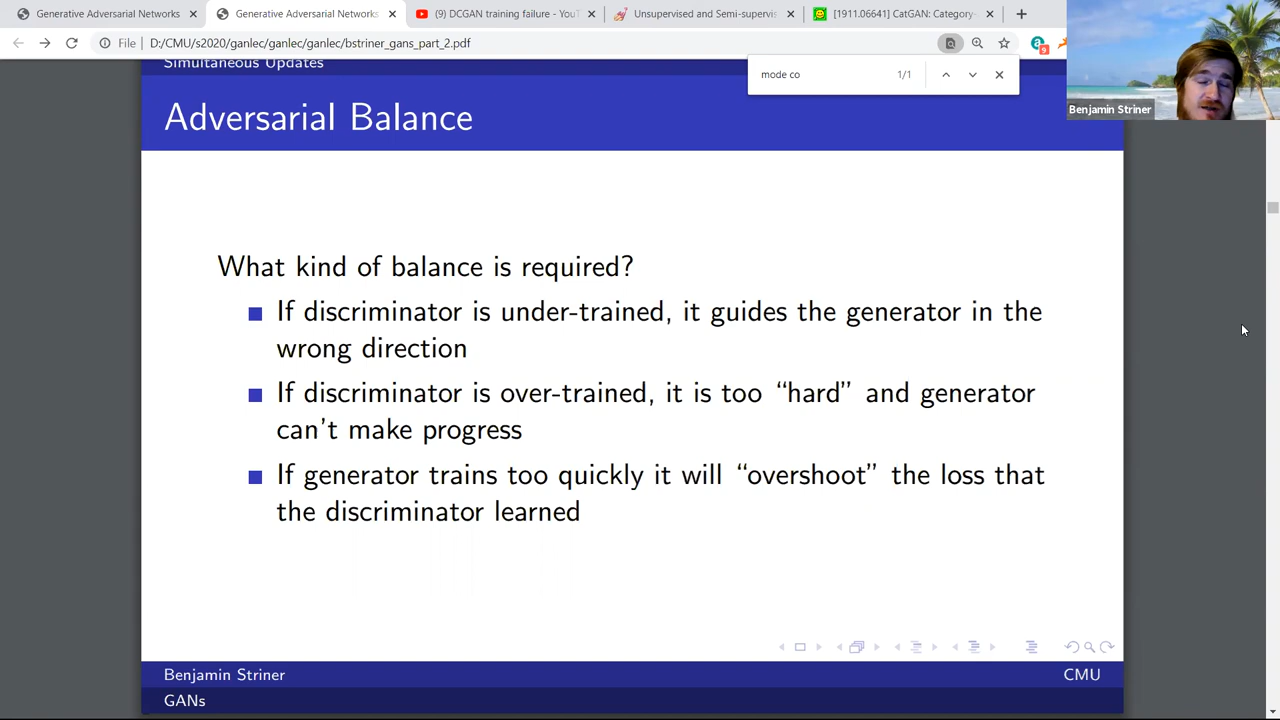 Generative Adversarial Networks
Generative Adversarial Networks
(9) DCGAN training failure - YouT
Unsupervised and Semi-supervis
[1911.06641] CatGAN: Category-
File
D:/CMU/s2020/ganlec/ganlec/ganlec/bstriner_gans_part_2.pdf
9
mode co
1/1
Benjamin Striner
Simultaneous Updates
Adversarial Balance
What kind of balance is required?
If discriminator is under-trained, it guides the generator in the
wrong direction
If discriminator is over-trained, it is too “hard” and generator
can't make progress
If generator trains too quickly it will “overshoot” the loss that
the discriminator learned
Benjamin Striner
CMU
GANs